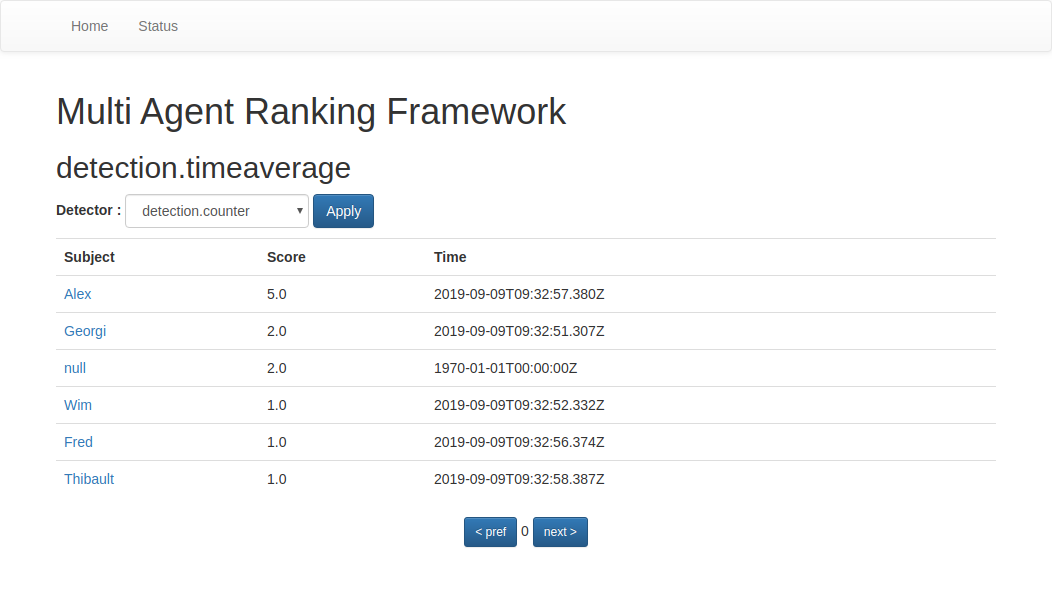 Home Status
Multi Agent Ranking Framework
detection.timeaverage
Detector : detection.counter Apply
Subject Score Time
Alex 5.0 2019-09-09T09:32:57.380Z
Georgi 2.0 2019-09-09T09:32:51.307Z
null 2.0 1970-01-01T00:00:00Z
Wim 1.0 2019-09-09T09:32:52.332Z
Fred 1.0 2019-09-09T09:32:56.374Z
Thibault 1.0 2019-09-09T09:32:58.387Z
< pref 0 next >